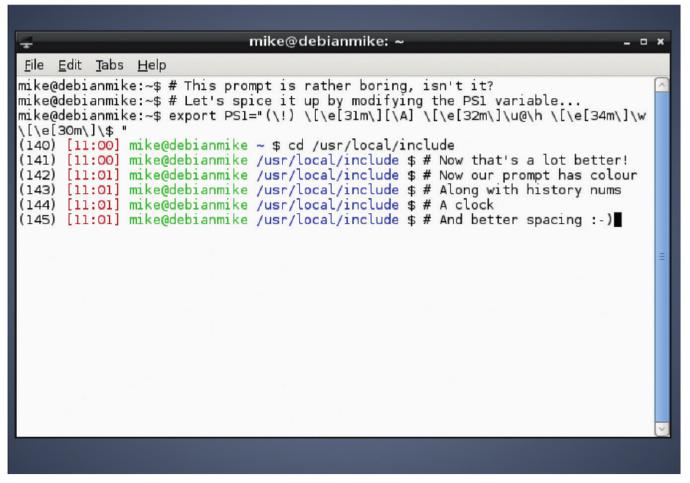 mike@debianmike: ~
File Edit Tabs Help
mike@debianmike:~$ # This prompt is rather boring, isn't it?
mike@debianmike:~$ # Let's spice it up by modifying the PS1 variable...
mike@debianmike:~$ export PS1="(\!) \[\e[31m\][\A] \[\e[32m\]\u@\h \[\e[34m\]\w
\[\e[30m\]\$ "
(140) [11:00] mike@debianmike ~ $ cd /usr/local/include
(141) [11:00] mike@debianmike /usr/local/include $ # Now that's a lot better!
(142) [11:01] mike@debianmike /usr/local/include $ # Now our prompt has colour
(143) [11:01] mike@debianmike /usr/local/include $ # Along with history nums
(144) [11:01] mike@debianmike /usr/local/include $ # A clock
(145) [11:01] mike@debianmike /usr/local/include $ # And better spacing :-)